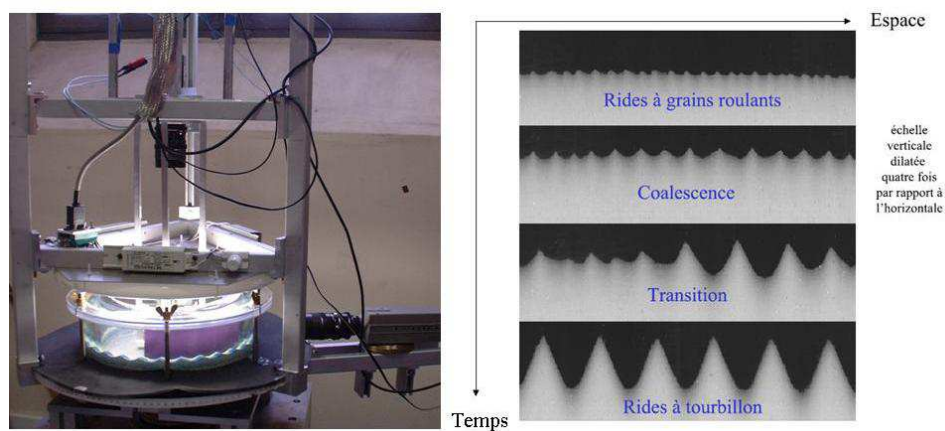 Espace
Rides à grains roulants
Coalescence
Transition
Rides à tourbillon
échelle
verticale
dilatée
quatre fois
par rapport à
l'horizontale
Temps